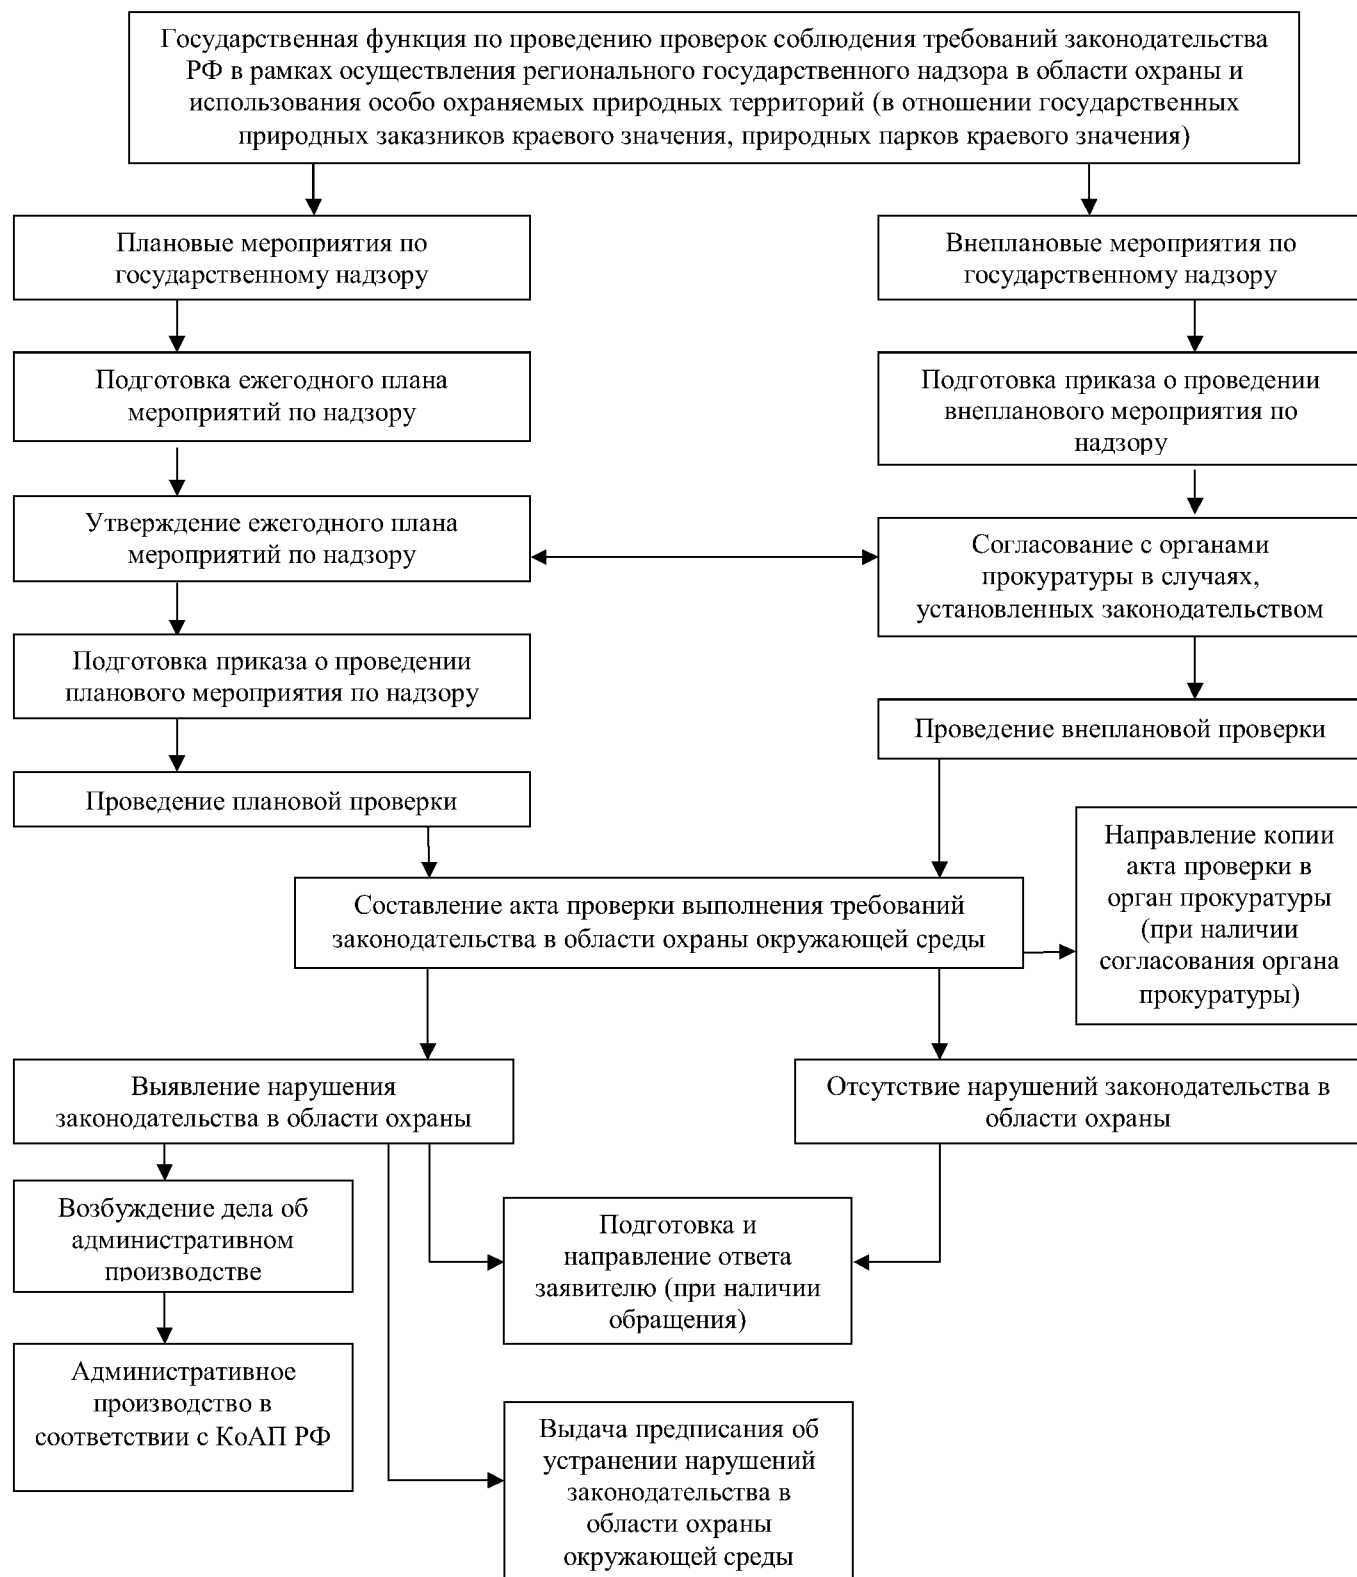 Государственная функция по проведению проверок соблюдения требований законодательства
РФ в рамках осуществления регионального государственного надзора в области охраны и
использования особо охраняемых природных территорий (в отношении государственных
природных заказников краевого значения, природных парков краевого значения)
Плановые мероприятия по
государственному надзору
Внеплановые мероприятия по
государственному надзору
Подготовка ежегодного плана
мероприятий по надзору
Подготовка приказа о проведении
внепланового мероприятия по
надзору
Утверждение ежегодного плана
мероприятий по надзору
Согласование с органами
прокуратуры в случаях,
установленных законодательством
Подготовка приказа о проведении
планового мероприятия по надзору
Проведение внеплановой проверки
Проведение плановой проверки
Направление копии
акта проверки в
орган прокуратуры
(при наличии
согласования органа
прокуратуры)
Составление акта проверки выполнения требований
законодательства в области охраны окружающей среды
Выявление нарушения
законодательства в области охраны
Отсутствие нарушений законодательства в
области охраны
Возбуждение дела об
административном
производстве
Подготовка и
направление ответа
заявителю (при наличии
обращения)
Административное
производство в
соответствии с КоАП РФ
Выдача предписания об
устранении нарушений
законодательства в
области охраны
окружающей среды